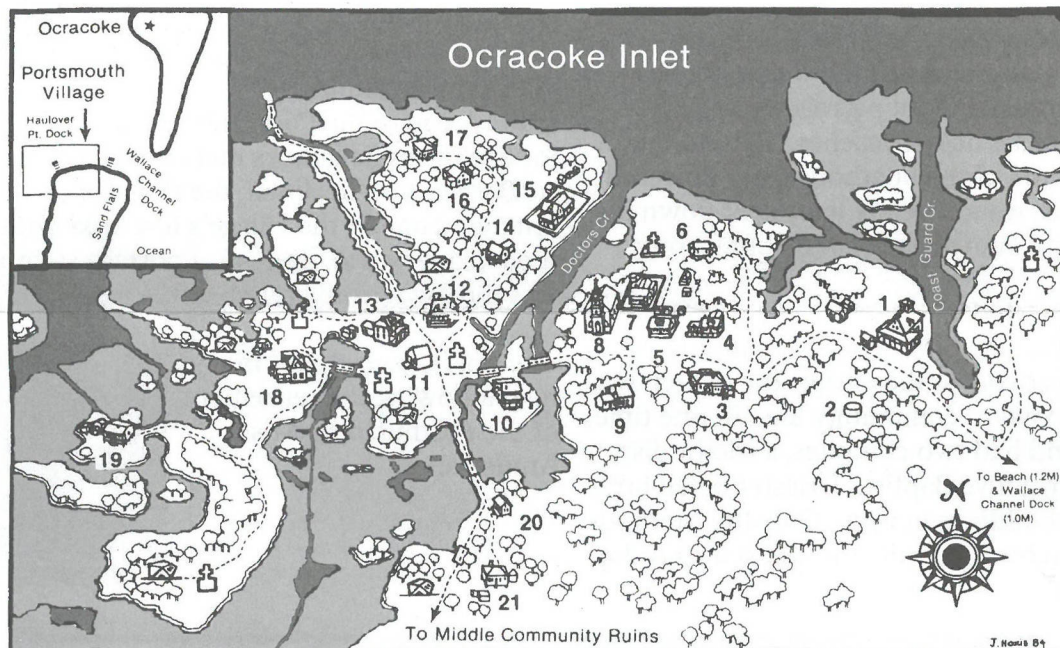 Ocracoke
Portsmouth
Village
Haulover
Pt. Dock
Wallace
Channel
Dock
Sand Flats
Ocean
Ocracoke Inlet
17
16
15
14
Doctors Cr.
6
Coast Guard Cr.
13
12
1
7
8
5
4
11
18
10
9
3
2
19
To Beach (1.2M)
& Wallace
Channel Dock
(1.0M)
N
20
21
To Middle Community Ruins